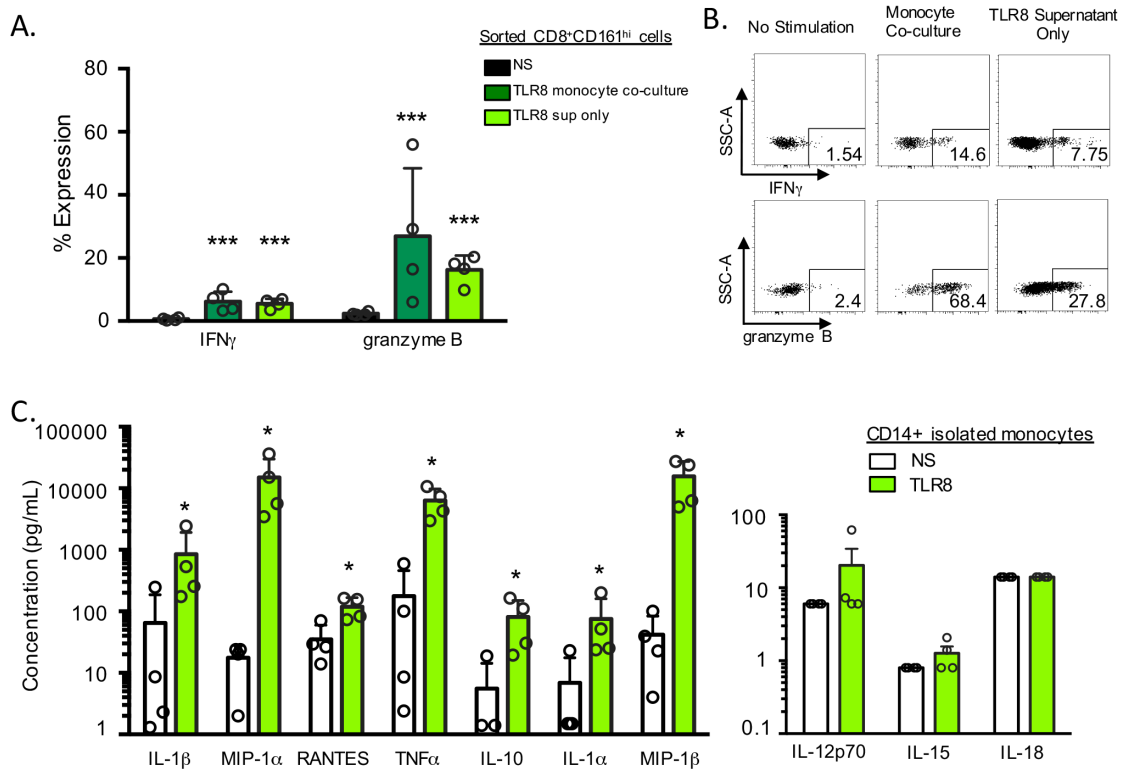 A.
Sorted CD8⁺CD161ʰⁱ cells
NS
TLR8 monocyte co-culture
TLR8 sup only
% Expression
80
60
40
20
0
***
***
***
***
IFNγ
granzyme B
B.
No Stimulation
Monocyte
Co-culture
TLR8 Supernatant
Only
SSC-A
1.54
14.6
7.75
IFNγ
SSC-A
2.4
68.4
27.8
granzyme B
C.
Concentration (pg/mL)
100000
10000
1000
100
10
1
*
*
*
*
*
*
*
IL-1β
MIP-1α
RANTES
TNFα
IL-10
IL-1α
MIP-1β
CD14+ isolated monocytes
NS
TLR8
100
10
1
0.1
IL-12p70
IL-15
IL-18